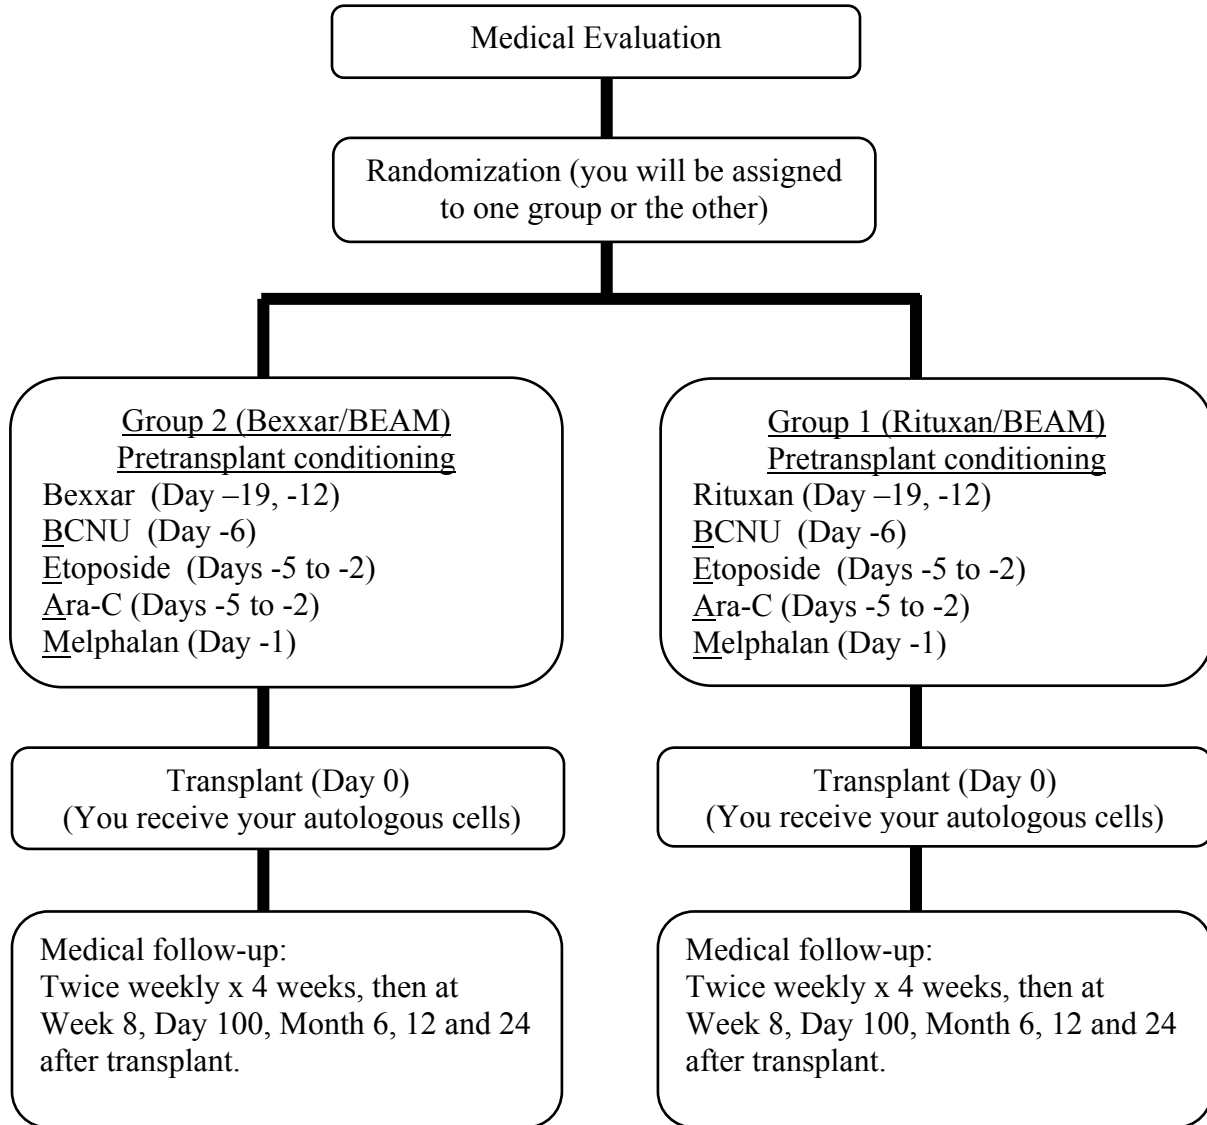 Medical Evaluation
Randomization (you will be assigned
to one group or the other)
Group 2 (Bexxar/BEAM)
Pretransplant conditioning
Bexxar  (Day –19, -12)
BCNU  (Day -6)
Etoposide  (Days -5 to -2)
Ara-C (Days -5 to -2)
Melphalan (Day -1)
Transplant (Day 0)
(You receive your autologous cells)
Medical follow-up:
Twice weekly x 4 weeks, then at
Week 8, Day 100, Month 6, 12 and 24
after transplant.
Group 1 (Rituxan/BEAM)
Pretransplant conditioning
Rituxan (Day –19, -12)
BCNU  (Day -6)
Etoposide  (Days -5 to -2)
Ara-C (Days -5 to -2)
Melphalan (Day -1)
Transplant (Day 0)
(You receive your autologous cells)
Medical follow-up:
Twice weekly x 4 weeks, then at
Week 8, Day 100, Month 6, 12 and 24
after transplant.